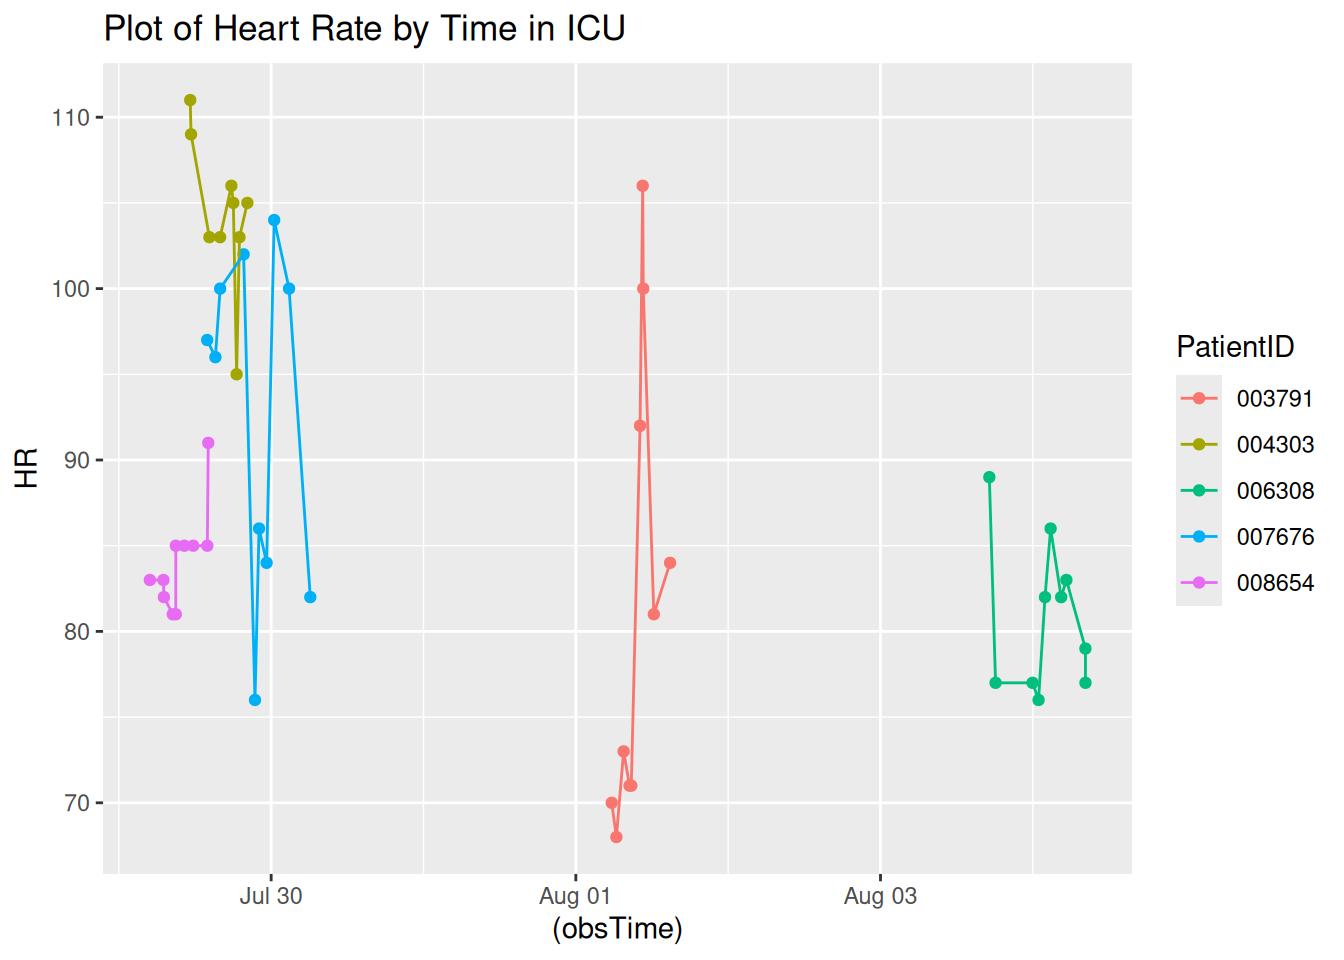 Plot of Heart Rate by Time in ICU
110
100
90
80
70
HR
Jul 30
Aug 01
Aug 03
(obsTime)
PatientID
003791
004303
006308
007676
008654